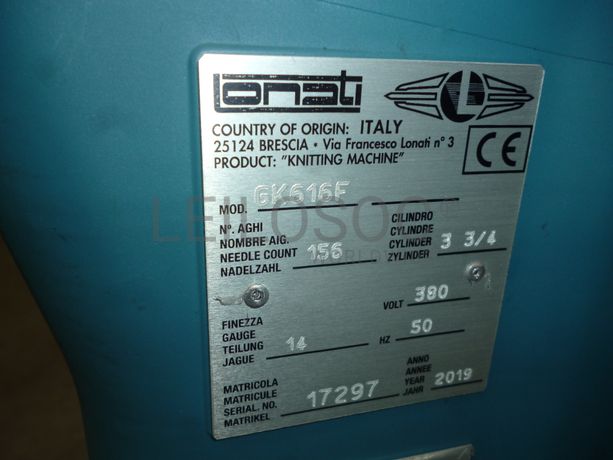 Lonati L
COUNTRY OF ORIGIN: ITALY
25124 BRESCIA • Via Francesco Lonati n° 3
PRODUCT: "KNITTING MACHINE"
CE
MOD. GK616F
N°. AGHI
NOMBRE AIG.
NEEDLE COUNT 156
NADELZAHL
CILINDRO
CYLINDRE
CYLINDER 3 3/4
ZYLINDER
LEILOSOC
WORLD
FINEZZA
GAUGE
TEILUNG 14
JAGUE
VOLT 380
HZ 50
MATRICOLA
MATRICULE
SERIAL. NO. 17297
MATRIKEL
ANNO
ANNEE
YEAR 2019
JAHR